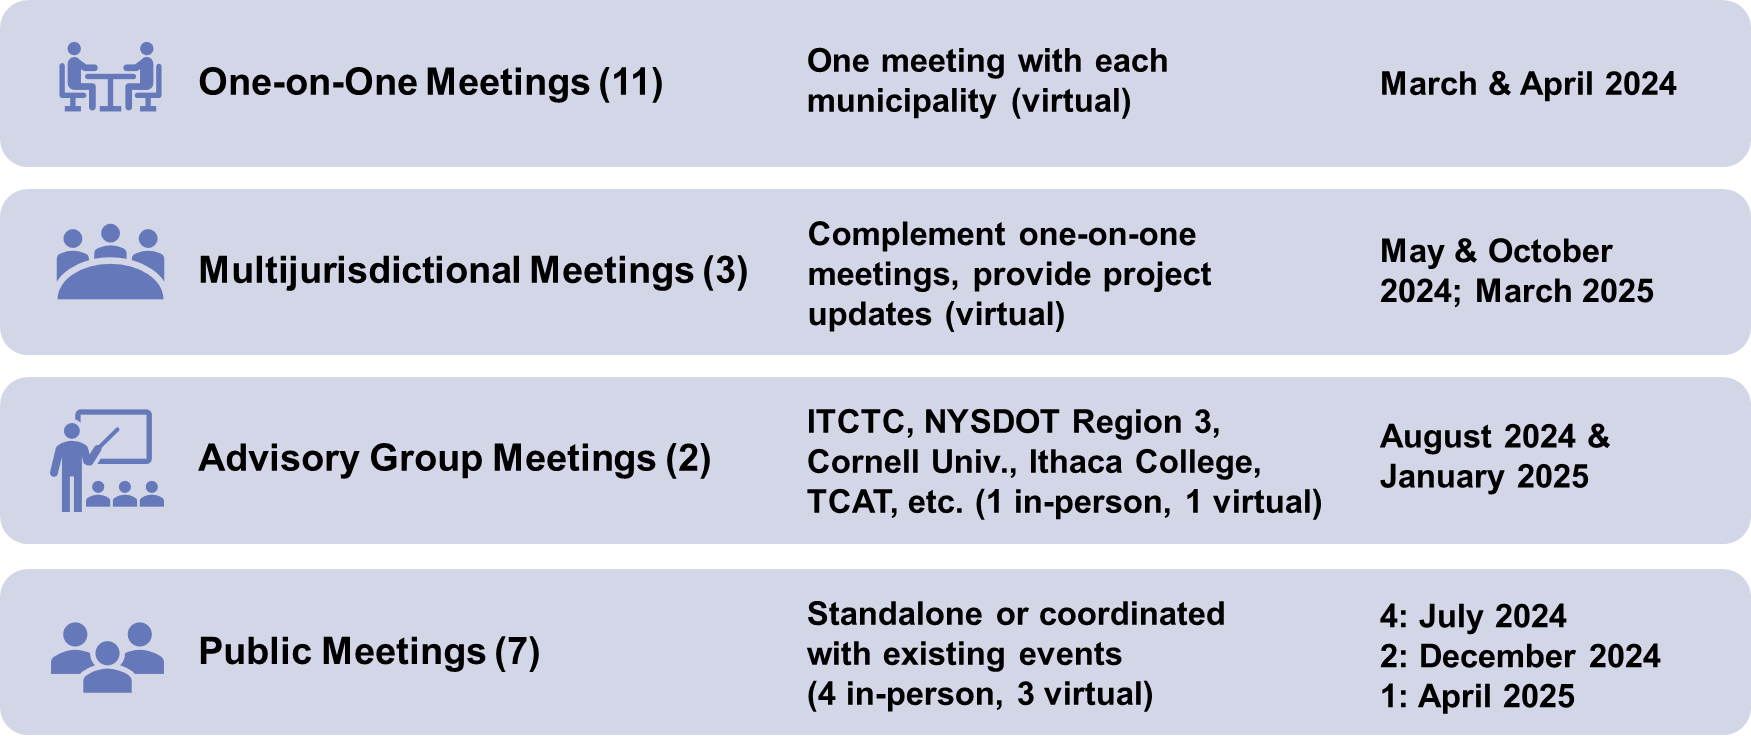 One-on-One Meetings (11)
One meeting with each
municipality (virtual)
March & April 2024
Multijurisdictional Meetings (3)
Complement one-on-one
meetings, provide project
updates (virtual)
May & October
2024; March 2025
Advisory Group Meetings (2)
ITCTC, NYSDOT Region 3,
Cornell Univ., Ithaca College,
TCAT, etc. (1 in-person, 1 virtual)
August 2024 &
January 2025
Public Meetings (7)
Standalone or coordinated
with existing events
(4 in-person, 3 virtual)
4: July 2024
2: December 2024
1: April 2025